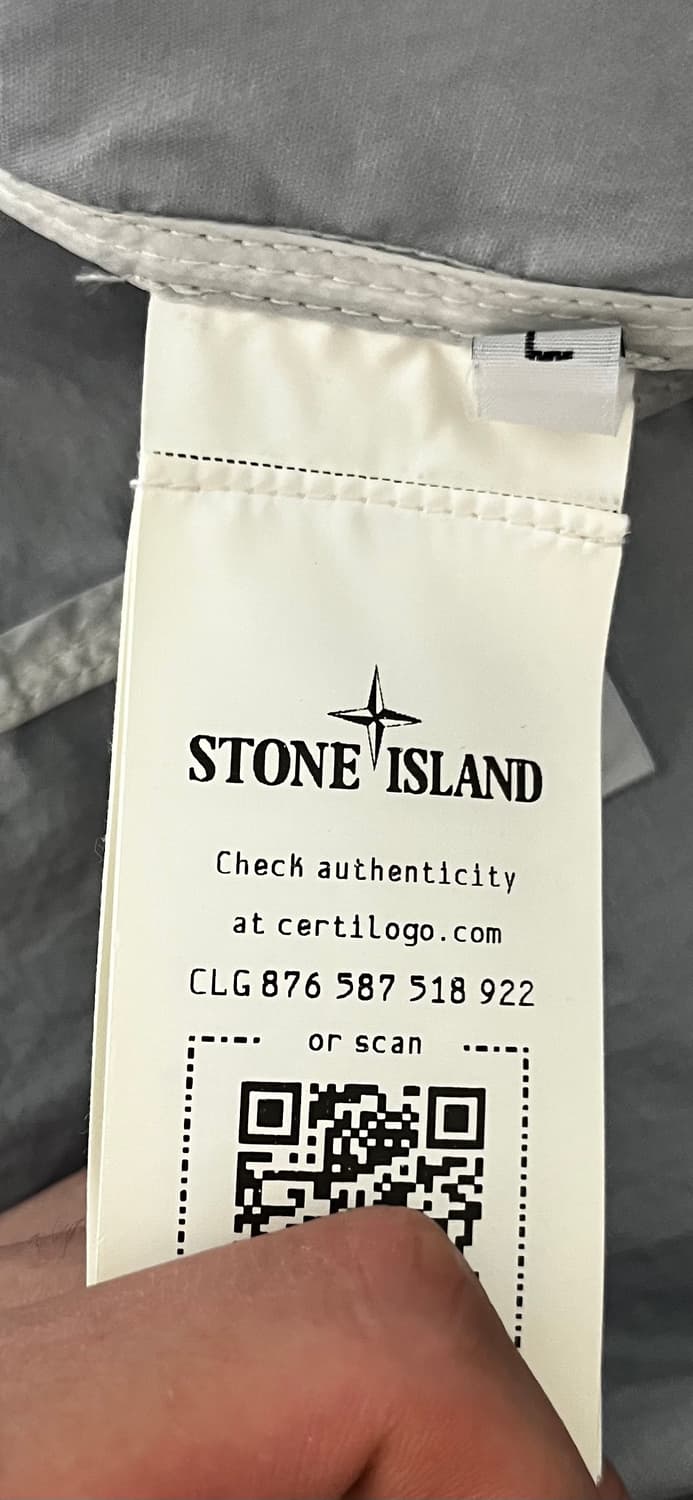 L
STONE ISLAND
Check authenticity
at certilogo.com
CLG 876 587 518 922
or scan